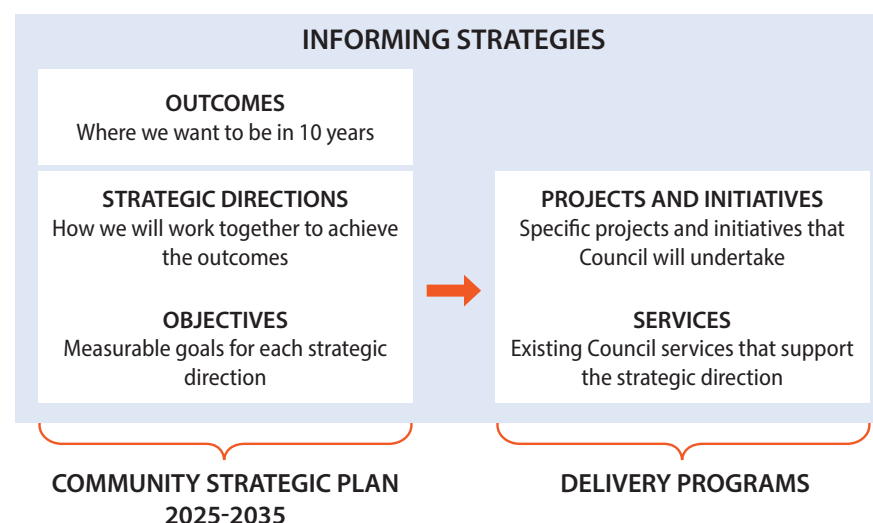 INFORMING STRATEGIES
OUTCOMES
Where we want to be in 10 years
STRATEGIC DIRECTIONS
How we will work together to achieve
the outcomes
OBJECTIVES
Measurable goals for each strategic
direction
PROJECTS AND INITIATIVES
Specific projects and initiatives that
Council will undertake
SERVICES
Existing Council services that support
the strategic direction
COMMUNITY STRATEGIC PLAN
2025-2035
DELIVERY PROGRAMS